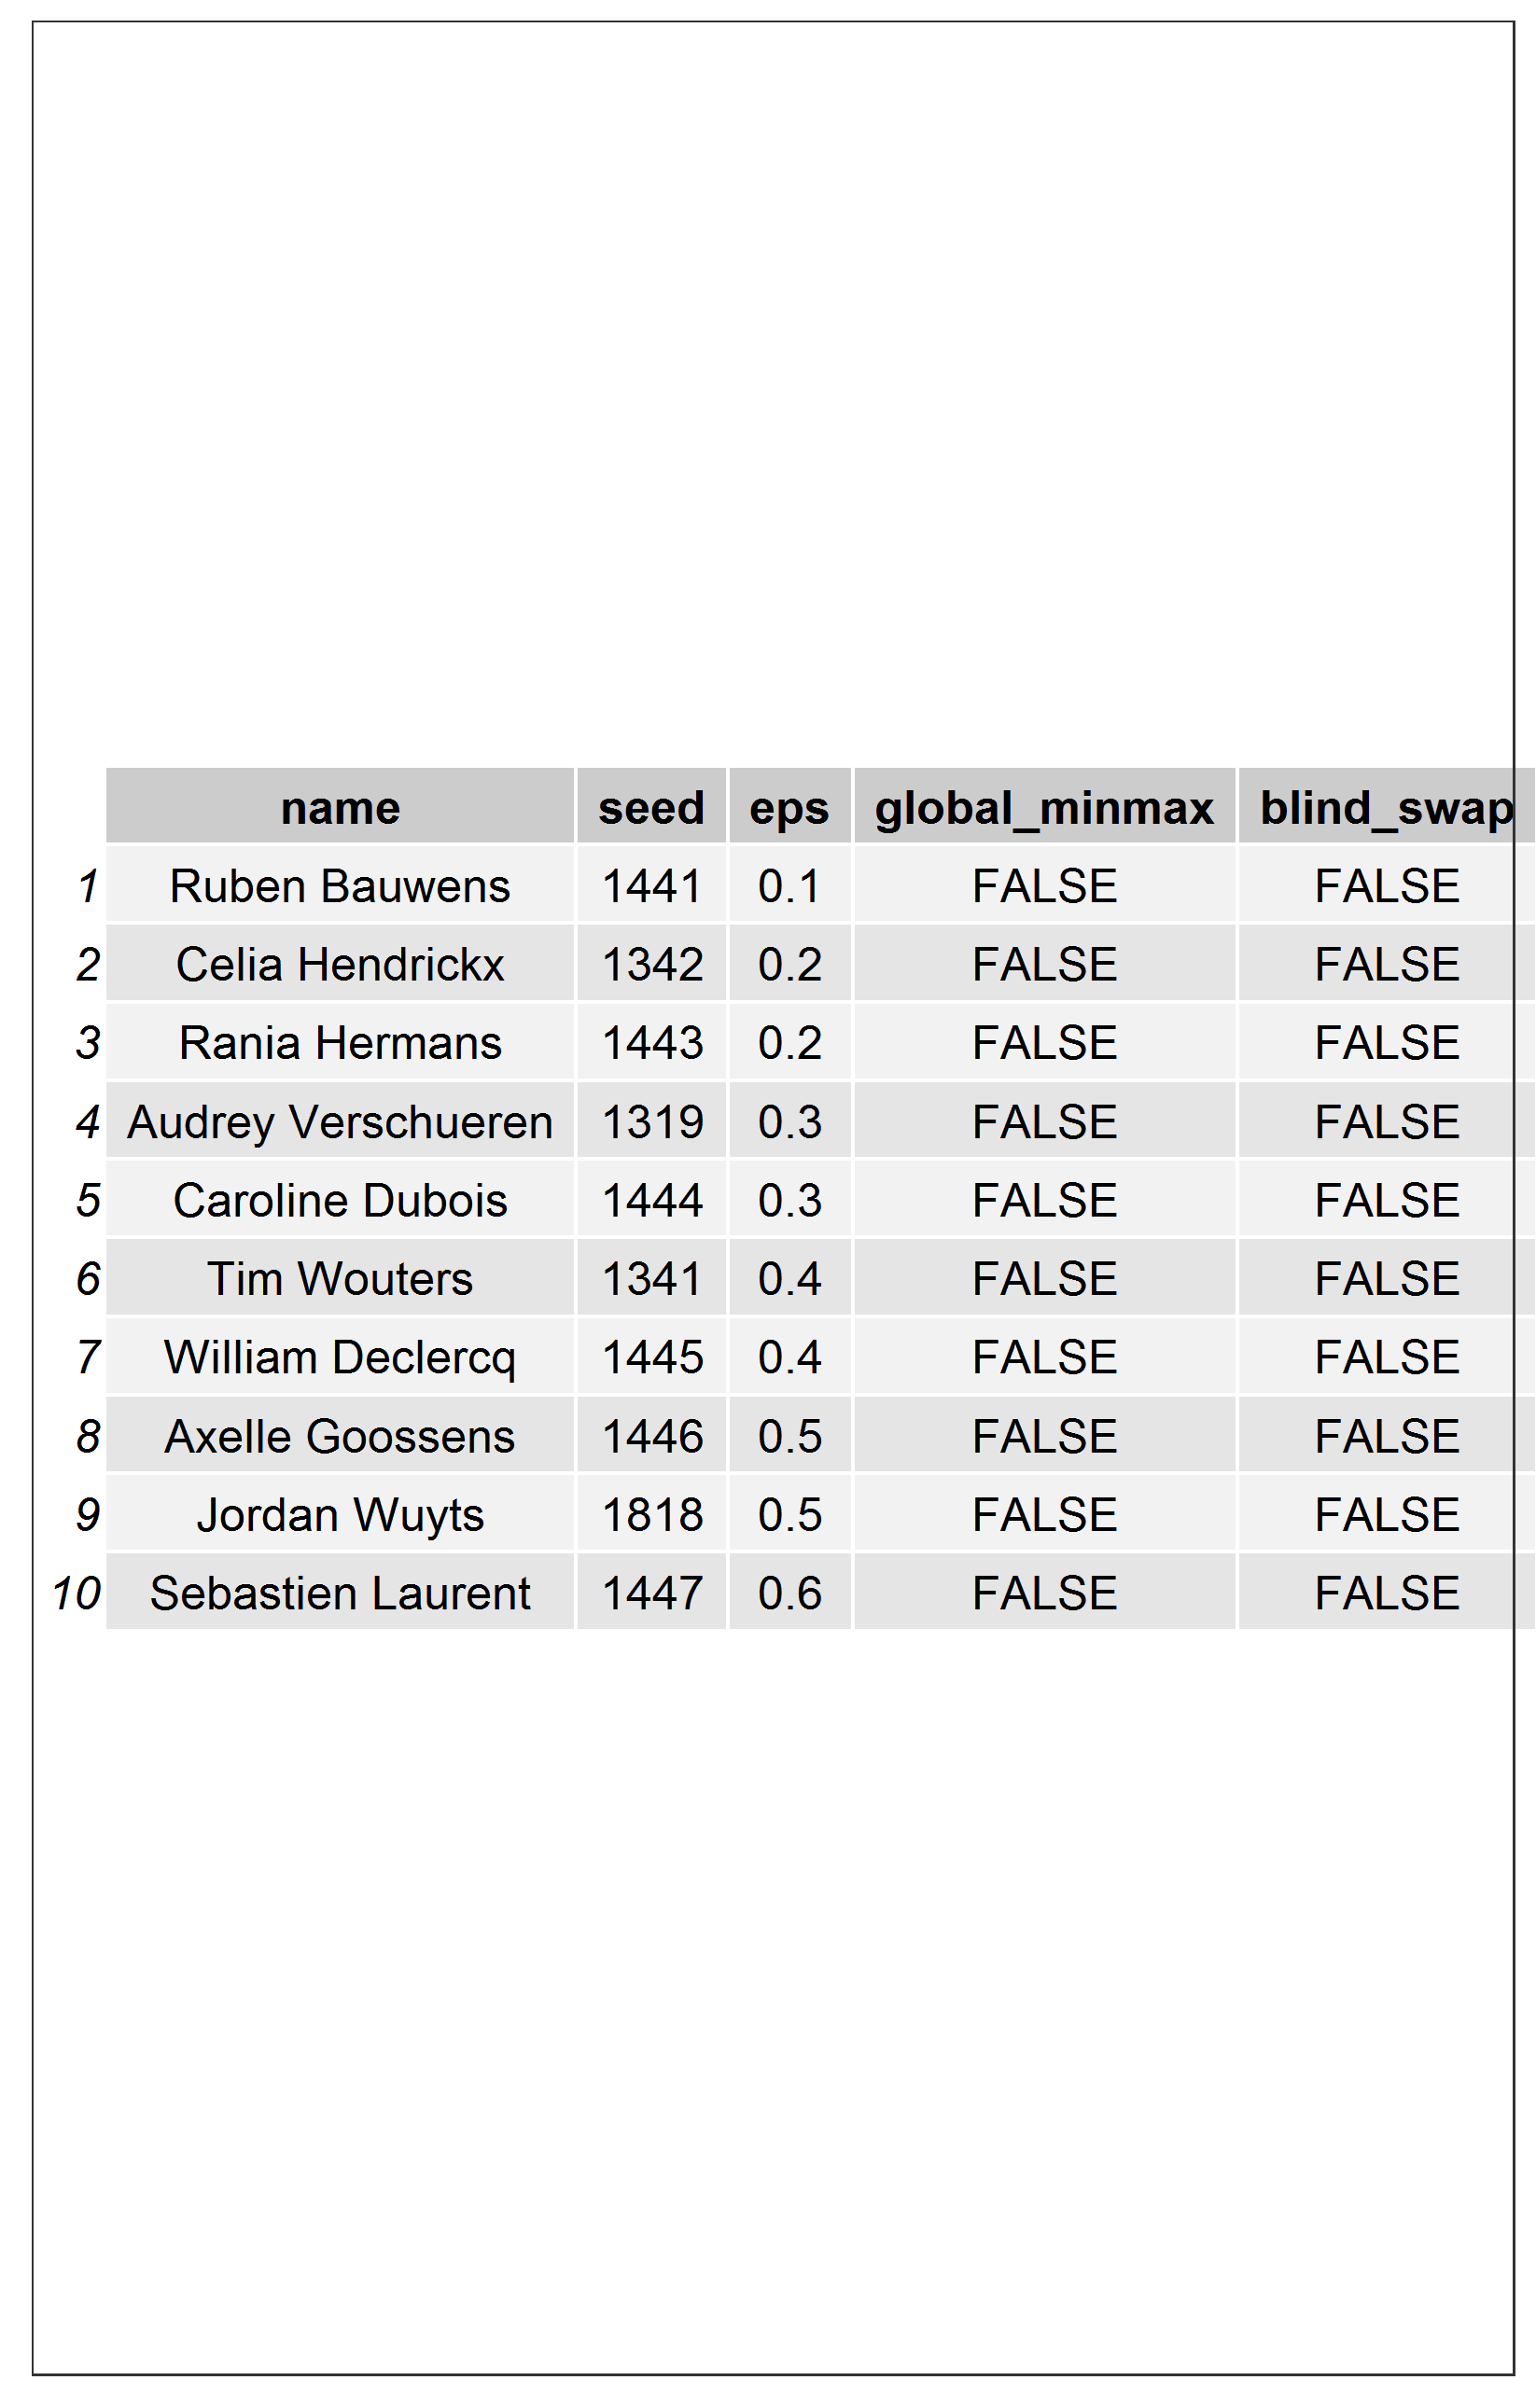 name seed eps global_minmax blind_swap
1 Ruben Bauwens 1441 0.1 FALSE FALSE
2 Celia Hendrickx 1342 0.2 FALSE FALSE
3 Rania Hermans 1443 0.2 FALSE FALSE
4 Audrey Verschueren 1319 0.3 FALSE FALSE
5 Caroline Dubois 1444 0.3 FALSE FALSE
6 Tim Wouters 1341 0.4 FALSE FALSE
7 William Declercq 1445 0.4 FALSE FALSE
8 Axelle Goossens 1446 0.5 FALSE FALSE
9 Jordan Wuyts 1818 0.5 FALSE FALSE
10 Sebastien Laurent 1447 0.6 FALSE FALSE